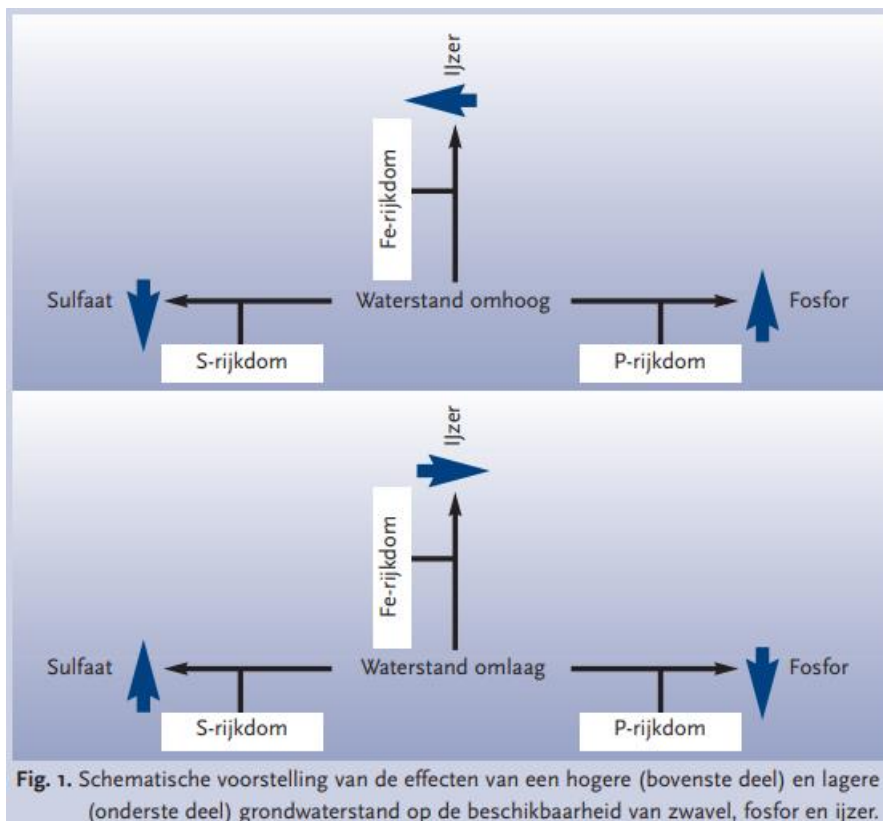 IJzer
Fe-rijkdom
Sulfaat
Waterstand omhoog
Fosfor
S-rijkdom
P-rijkdom
IJzer
Fe-rijkdom
Sulfaat
Waterstand omlaag
Fosfor
S-rijkdom
P-rijkdom
Fig. 1. Schematische voorstelling van de effecten van een hogere (bovenste deel) en lagere
(onderste deel) grondwaterstand op de beschikbaarheid van zwavel, fosfor en ijzer.